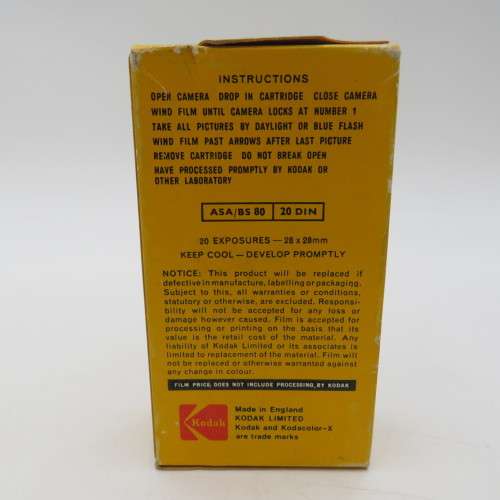 INSTRUCTIONS
OPEN CAMERA DROP IN CARTRIDGE CLOSE CAMERA
WIND FILM UNTIL CAMERA LOCKS AT NUMBER 1
TAKE ALL PICTURES BY DAYLIGHT OR BLUE FLASH
WIND FILM PAST ARROWS AFTER LAST PICTURE
REMOVE CARTRIDGE DO NOT BREAK OPEN
HAVE PROCESSED PROMPTLY BY KODAK OR
OTHER LABORATORY
ASA/BS 80 20 DIN
20 EXPOSURES — 28 x 28mm
KEEP COOL — DEVELOP PROMPTLY
NOTICE: This product will be replaced if
defective in manufacture, labelling or packaging.
Subject to this, all warranties or conditions,
statutory or otherwise, are excluded. Responsi-
bility will not be accepted for any loss or
damage however caused. Film is accepted for
processing or printing on the basis that its
value is the retail cost of the material. Any
liability of Kodak Limited or its associates is
limited to replacement of the material. Film will
not be replaced or otherwise warranted against
any change in colour.
FILM PRICE DOES NOT INCLUDE PROCESSING BY KODAK
Kodak
Made in England
KODAK LIMITED
Kodak and Kodacolor-X
are trade marks